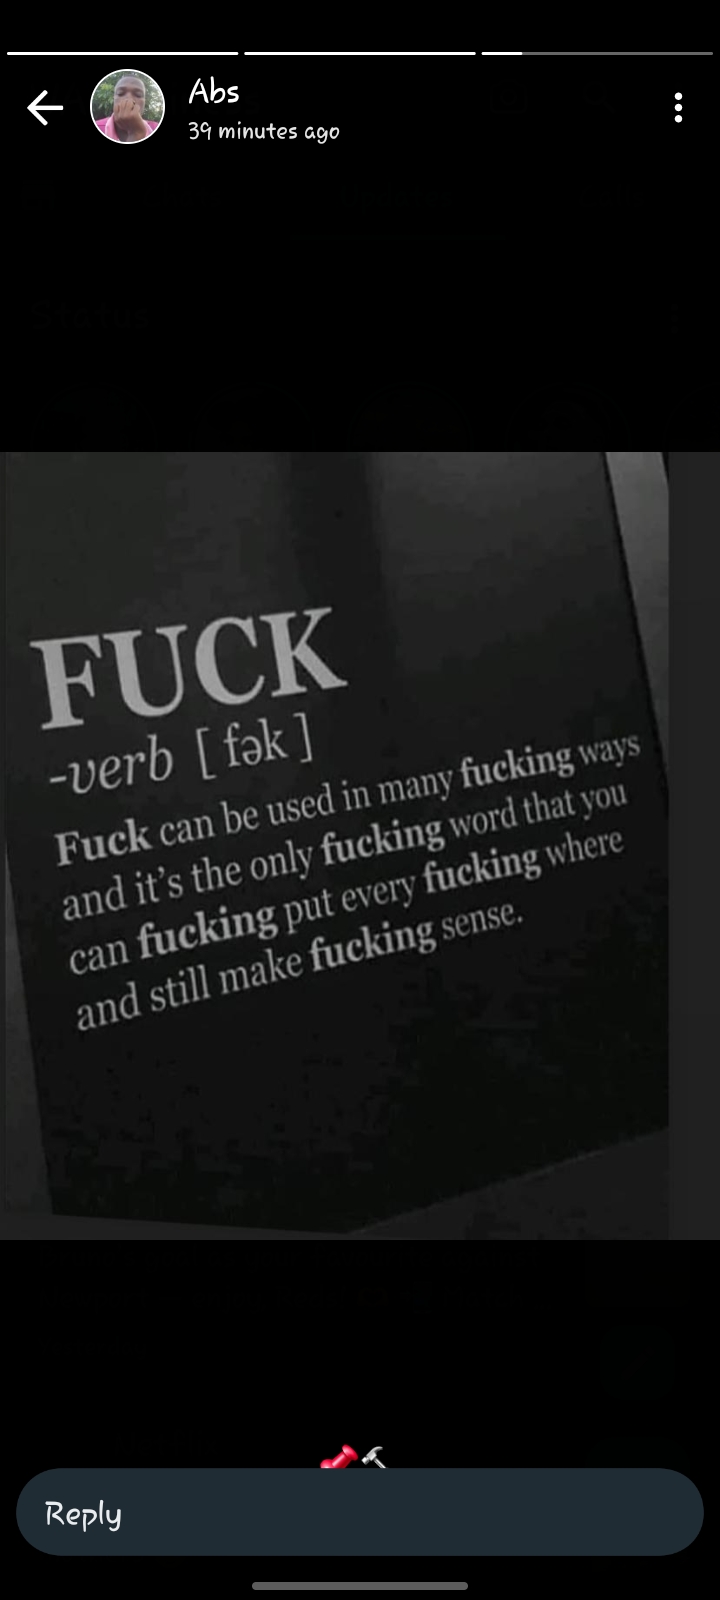 Abs
39 minutes ago
FUCK
-verb [fək]
Fuck can be used in many fucking ways
and it's the only fucking word that you
can fucking put every fucking where
and still make fucking sense.
Reply